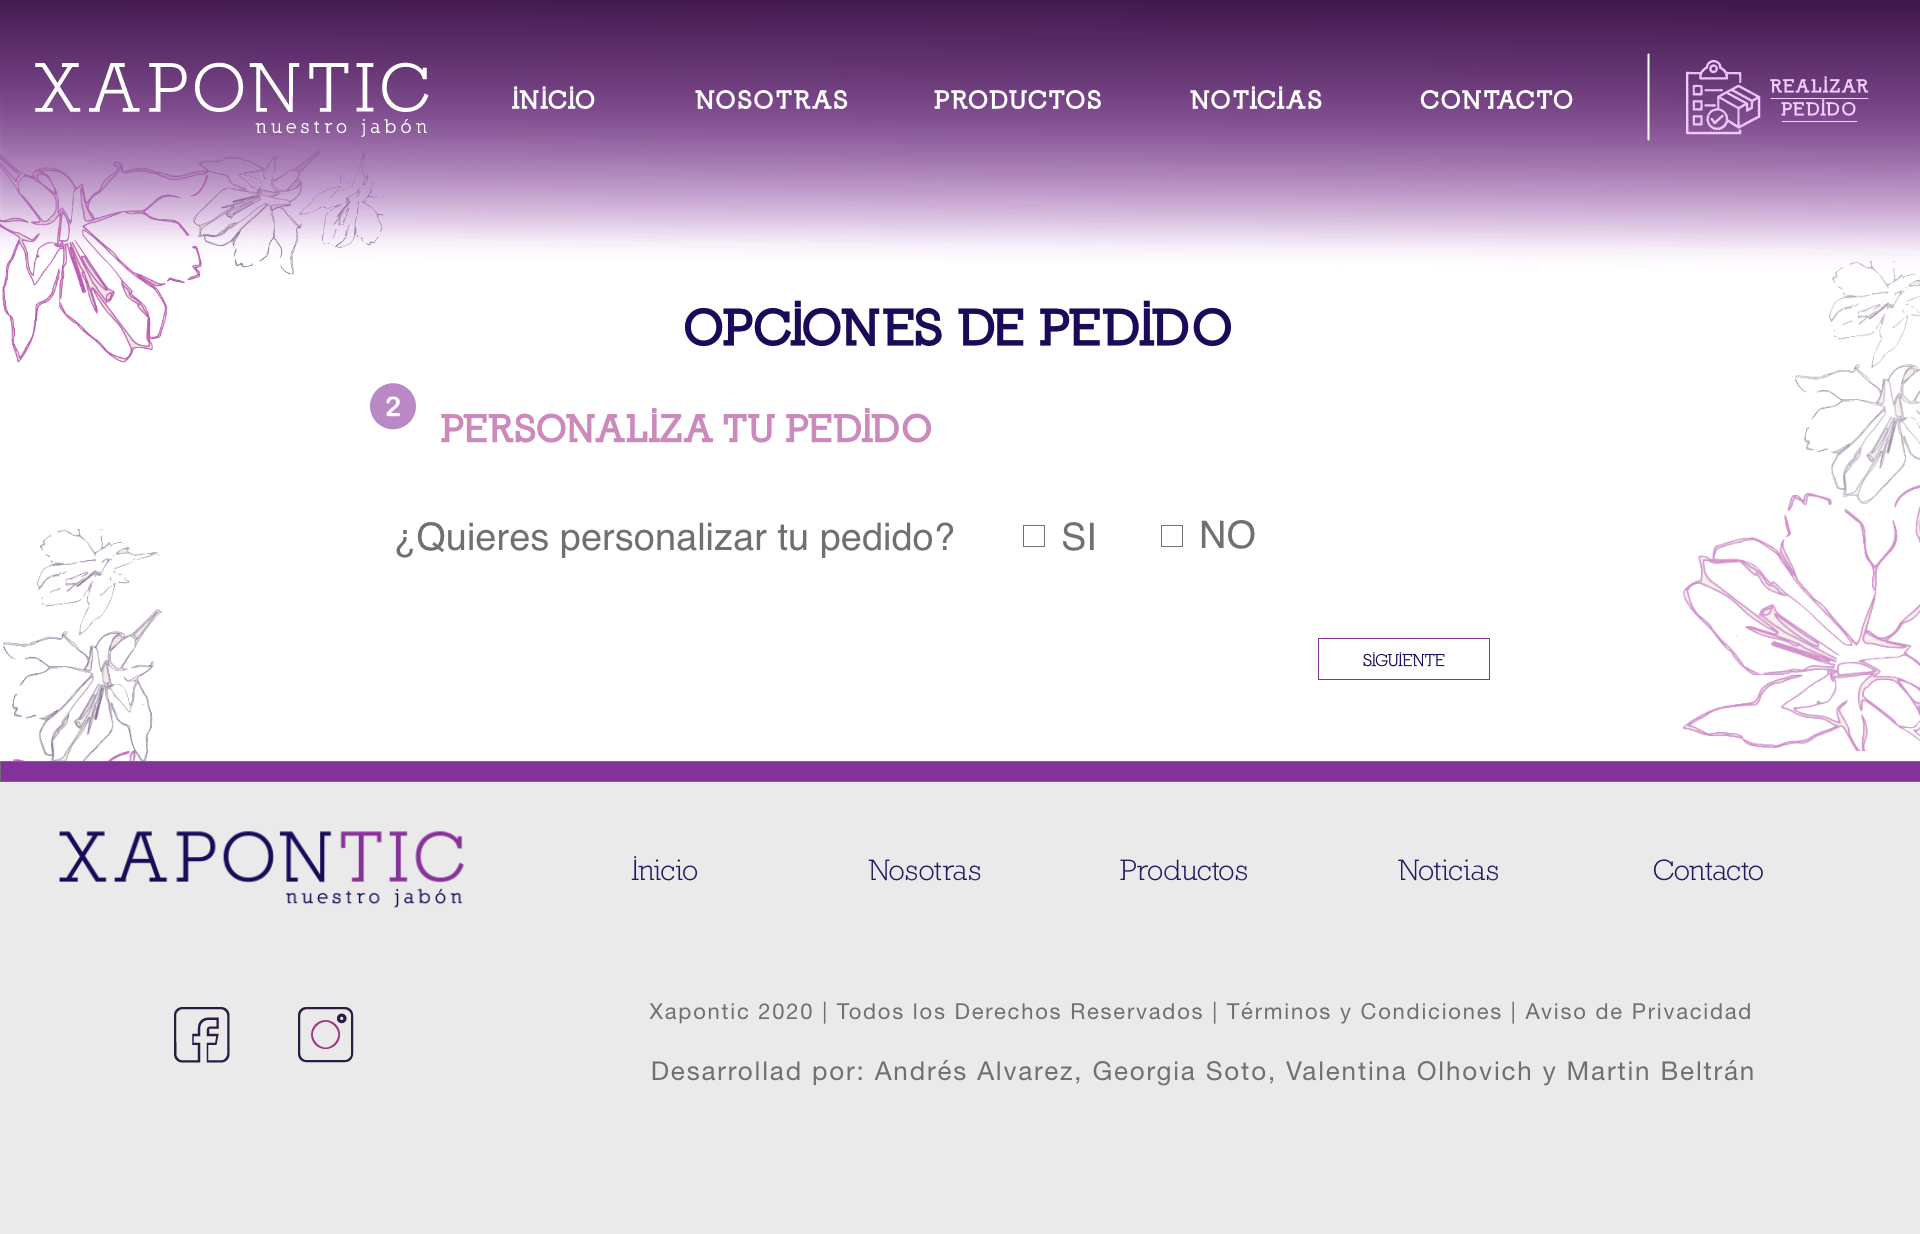 XAPONTIC
nuestro jabón
INICIO NOSOTRAS PRODUCTOS NOTICIAS CONTACTO
REALIZAR
PEDIDO
OPCIONES DE PEDIDO
2 PERSONALIZA TU PEDIDO
¿Quieres personalizar tu pedido? SI NO
SIGUIENTE
XAPONTIC
nuestro jabón
Inicio Nosotras Productos Noticias Contacto
Xapontic 2020 | Todos los Derechos Reservados | Términos y Condiciones | Aviso de Privacidad
Desarrollad por: Andrés Alvarez, Georgia Soto, Valentina Olhovich y Martin Beltrán